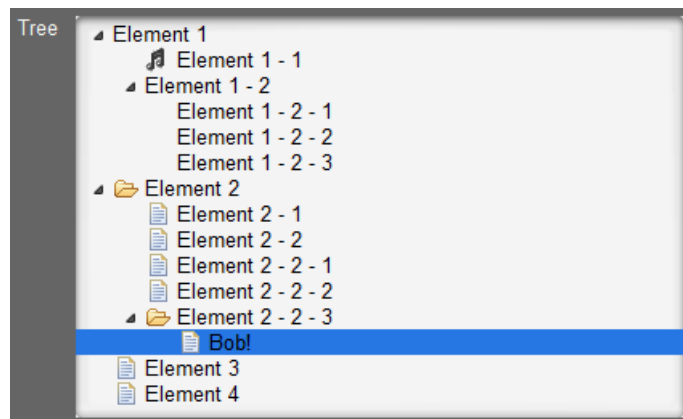 Tree
Element 1
Element 1 - 1
Element 1 - 2
Element 1 - 2 - 1
Element 1 - 2 - 2
Element 1 - 2 - 3
Element 2
Element 2 - 1
Element 2 - 2
Element 2 - 2 - 1
Element 2 - 2 - 2
Element 2 - 2 - 3
Bob!
Element 3
Element 4